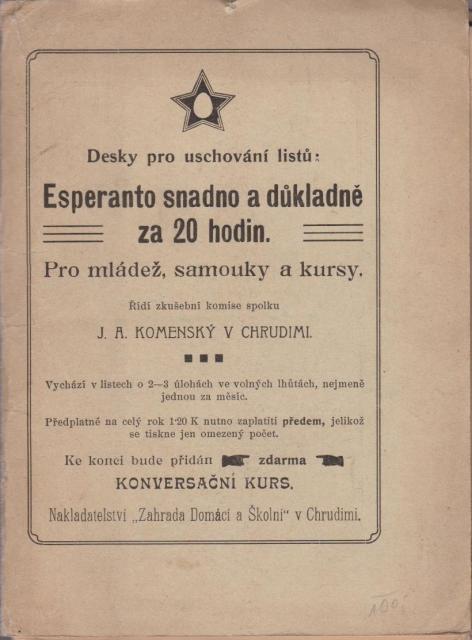 Desky pro uschování listů:
Esperanto snadno a důkladně
za 20 hodin.
Pro mládež, samouky a kursy.
Řídí zkušební komise spolku
J. A. KOMENSKÝ V CHRUDIMI.
Vychází v listech o 2—3 úlohách ve volných lhůtách, nejméně
jednou za měsíc.
Předplatné na celý rok 1·20 K nutno zaplatiti předem, jelikož
se tiskne jen omezený počet.
Ke konci bude přidán zdarma
KONVERSAČNÍ KURS.
Nakladatelství „Zahrada Domácí a Školní“ v Chrudimi.